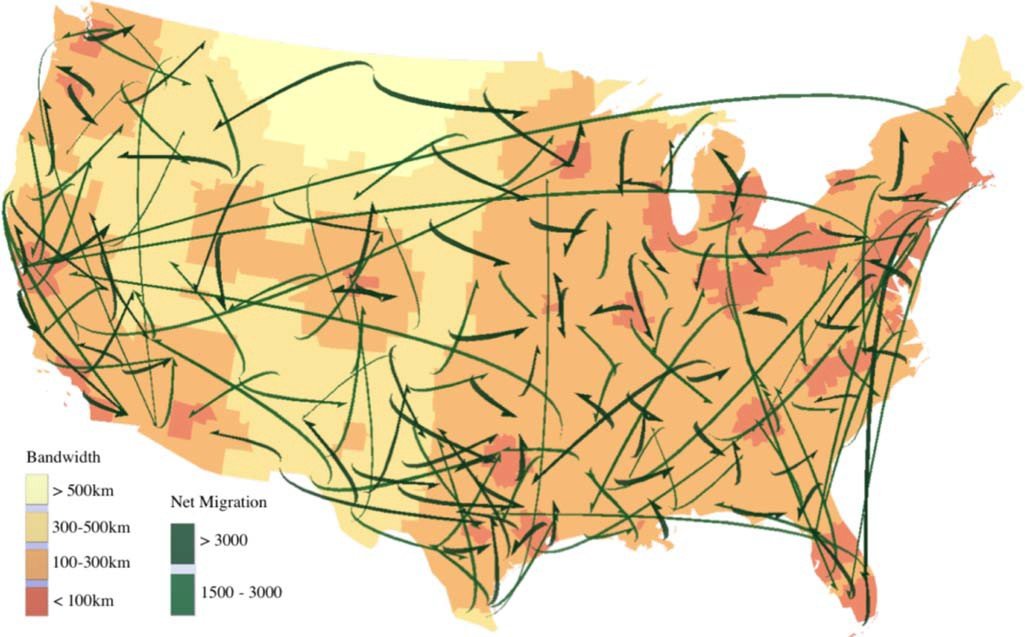 Bandwidth
> 500km
300-500km
100-300km
< 100km
Net Migration
> 3000
1500 - 3000